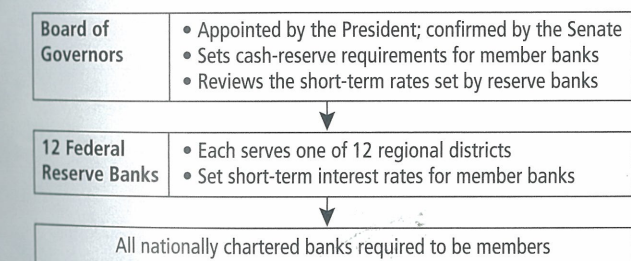 Board of Governors
• Appointed by the President; confirmed by the Senate
• Sets cash-reserve requirements for member banks
• Reviews the short-term rates set by reserve banks
12 Federal Reserve Banks
• Each serves one of 12 regional districts
• Set short-term interest rates for member banks
All nationally chartered banks required to be members